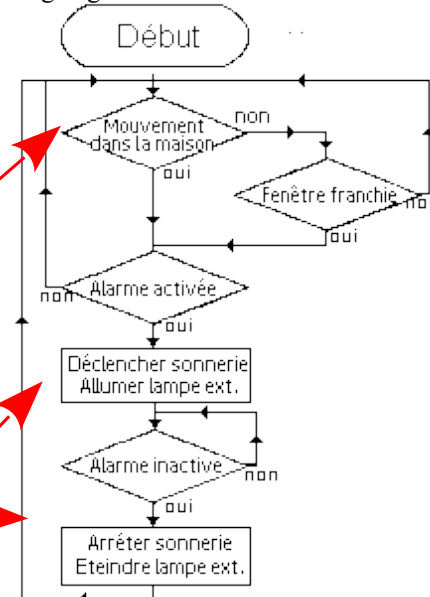 Début
Mouvement
dans la maison
non
oui
Fenêtre franchie
oui
Alarme activée
non
oui
Déclencher sonnerie
Allumer lampe ext.
Alarme inactive
non
oui
Arrêter sonnerie
Eteindre lampe ext.